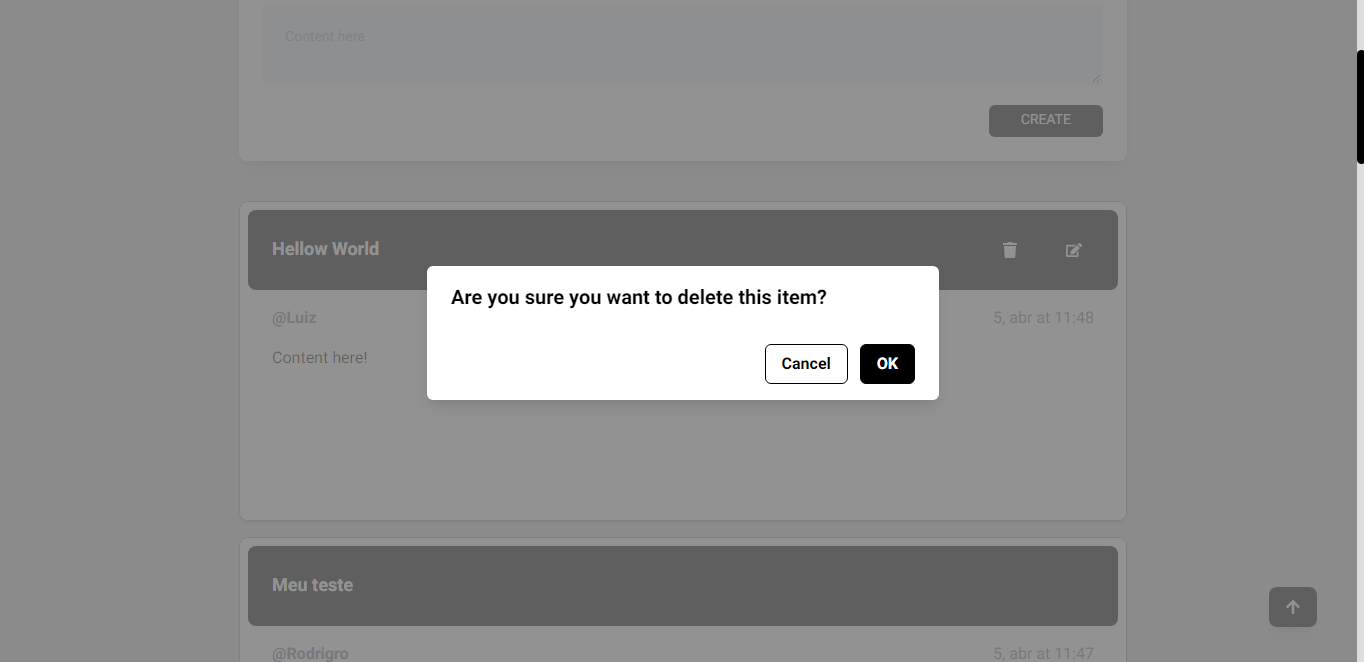 Content here
CREATE
Hellow World
Are you sure you want to delete this item?
@Luiz
5, abr at 11:48
Content here!
Cancel
OK
Meu teste
@Rodrigro
5, abr at 11:47